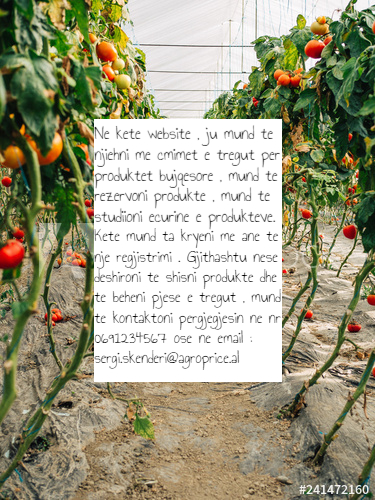 Ne kete website , ju mund te
njiehni me cmimet e tregut per
produktet bujqesore , mund te
rezervoni produkte , mund te
studiioni ecurine e produkteve.
Kete mund ta kryeni me ane te
nje regjistrimi . Gjithashtu nese
deshironi te shisni produkte dhe
te beheni pjese e tregut , mund
te kontaktoni pergjegjesin ne nr
0691234567 ose ne email :
sergi.skenderi@agroprice.al
#241472160